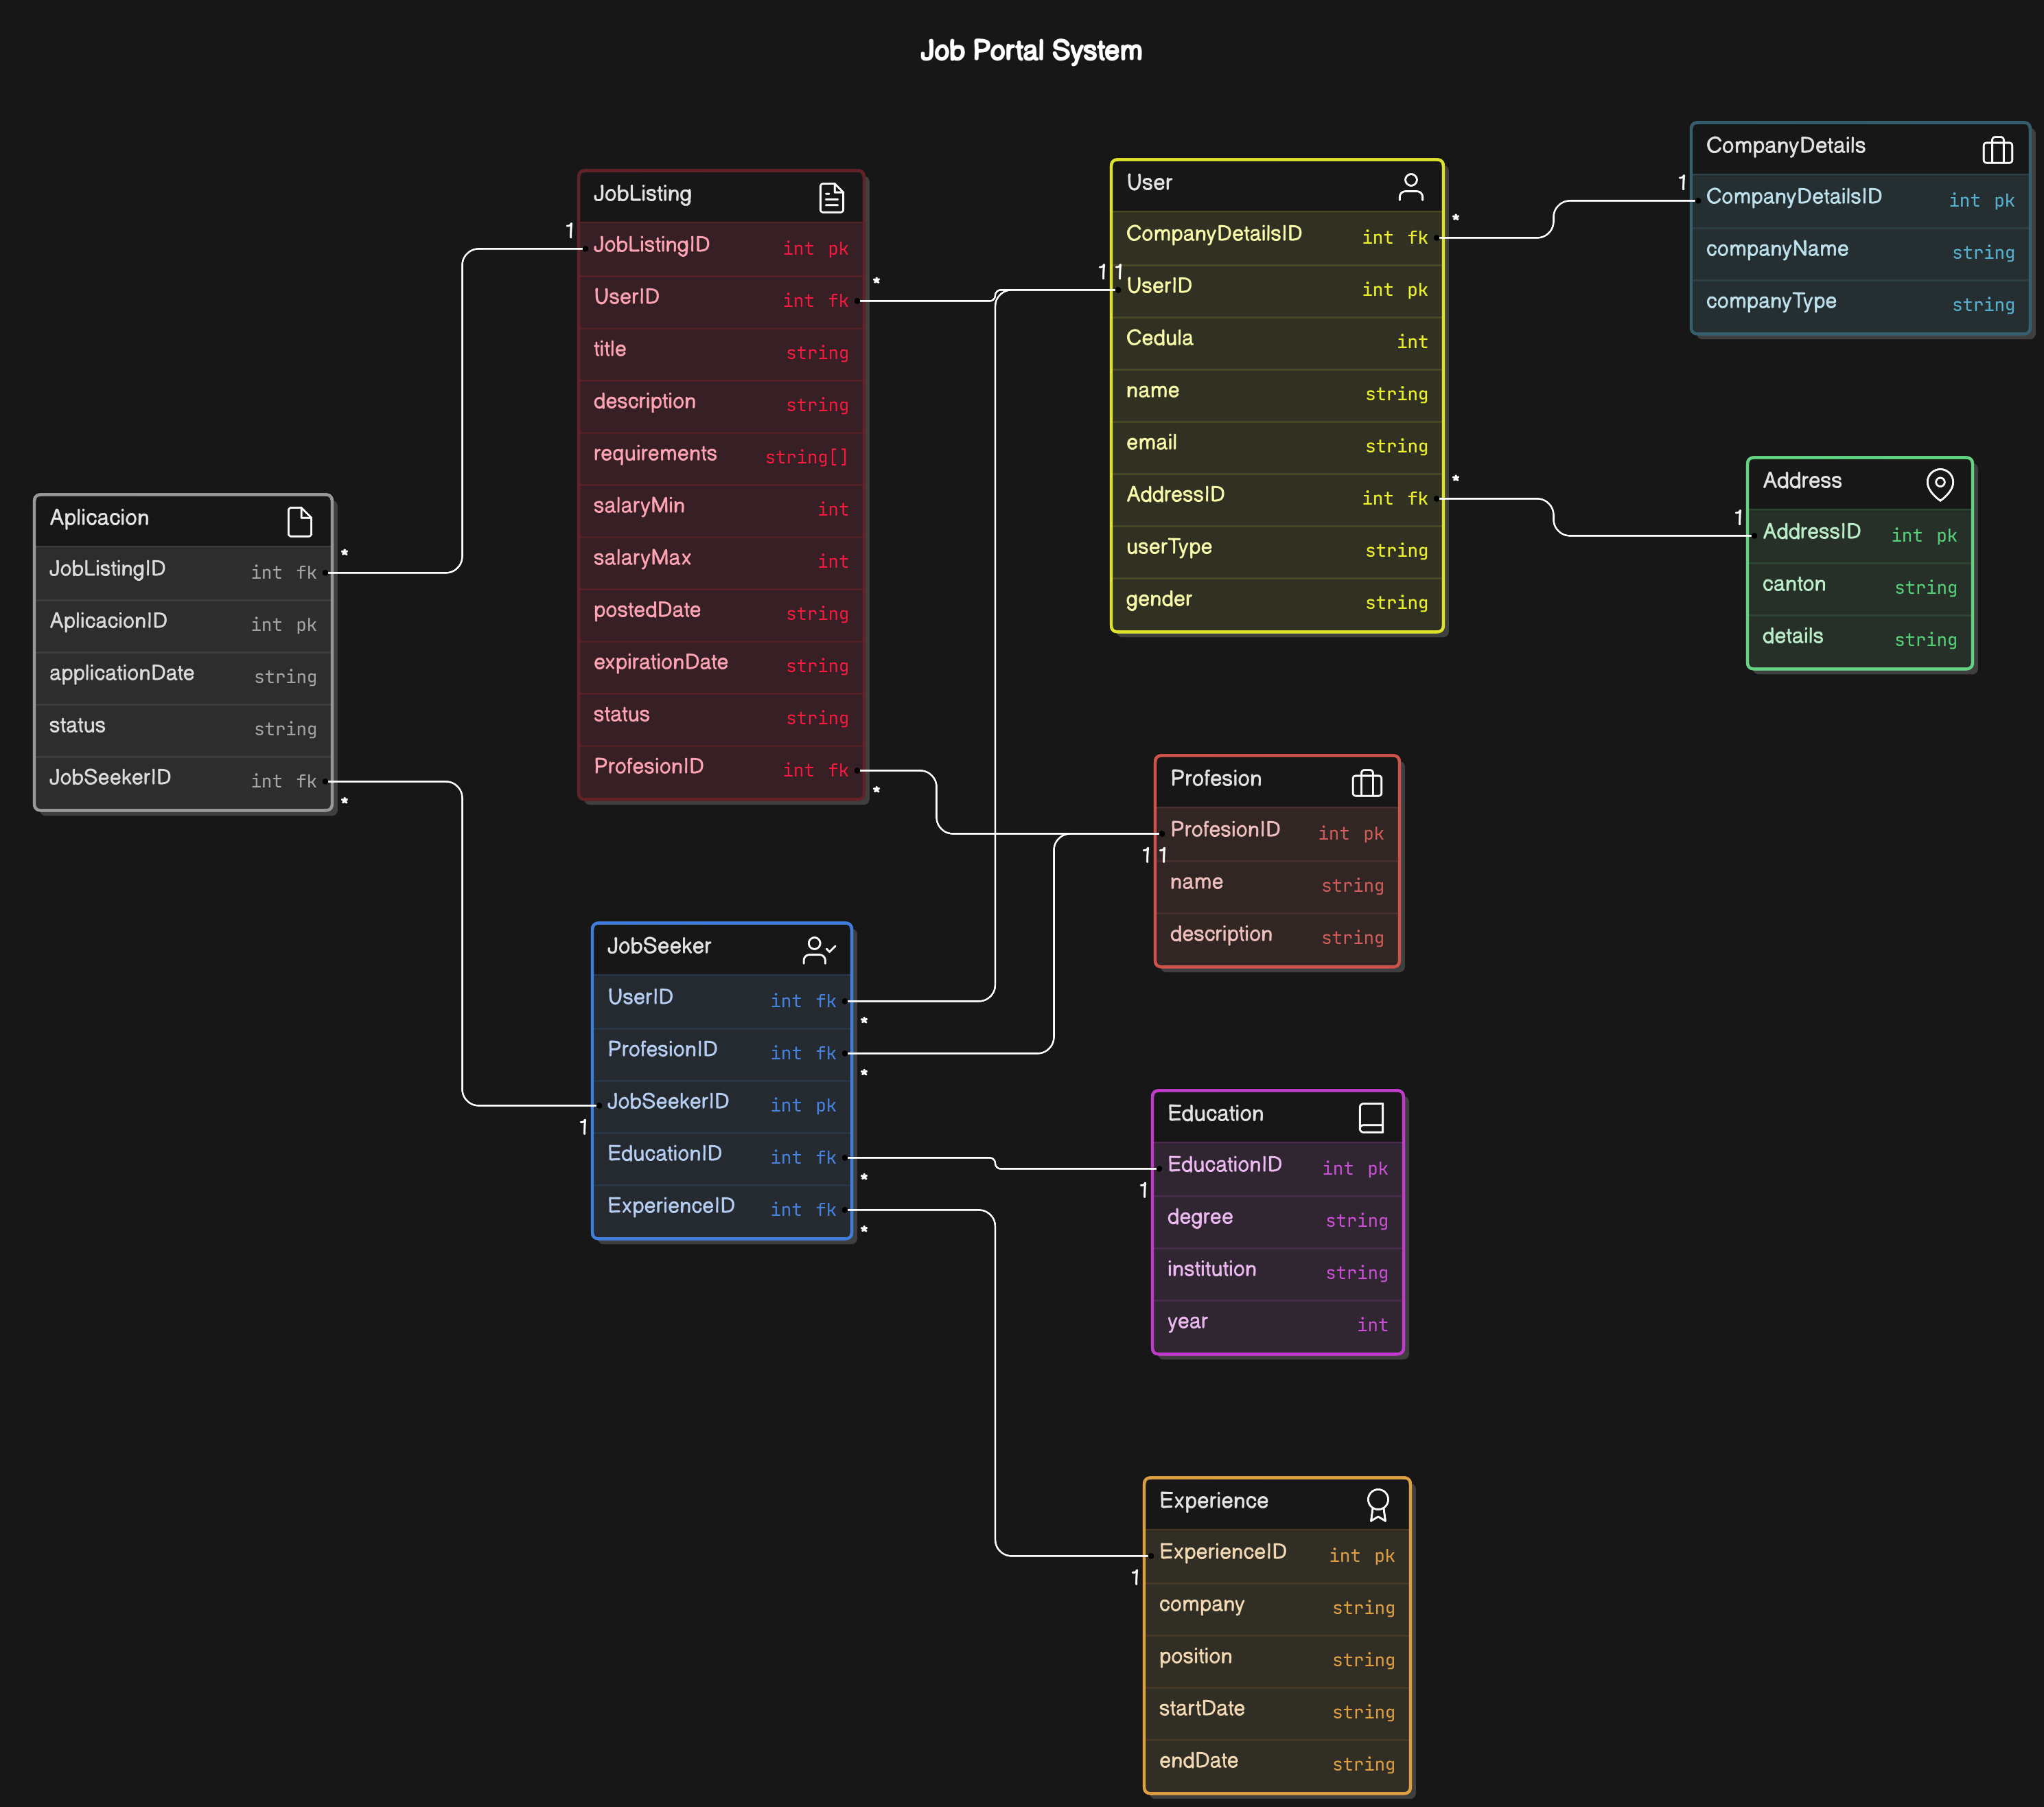 Job Portal System
CompanyDetails
CompanyDetailsID int pk
companyName string
companyType string
1
User
CompanyDetailsID int fk
UserID int pk
Cedula int
name string
email string
AddressID int fk
userType string
gender string
*
1 1
*
JobListing
JobListingID int pk
UserID int fk
title string
description string
requirements string[]
salaryMin int
salaryMax int
postedDate string
expirationDate string
status string
ProfesionID int fk
1
*
*
Address
AddressID int pk
canton string
details string
1
Aplicacion
JobListingID int fk
AplicacionID int pk
applicationDate string
status string
JobSeekerID int fk
*
*
Profesion
ProfesionID int pk
name string
description string
1 1
JobSeeker
UserID int fk
ProfesionID int fk
JobSeekerID int pk
EducationID int fk
ExperienceID int fk
*
*
1
*
*
Education
EducationID int pk
degree string
institution string
year int
1
Experience
ExperienceID int pk
company string
position string
startDate string
endDate string
1